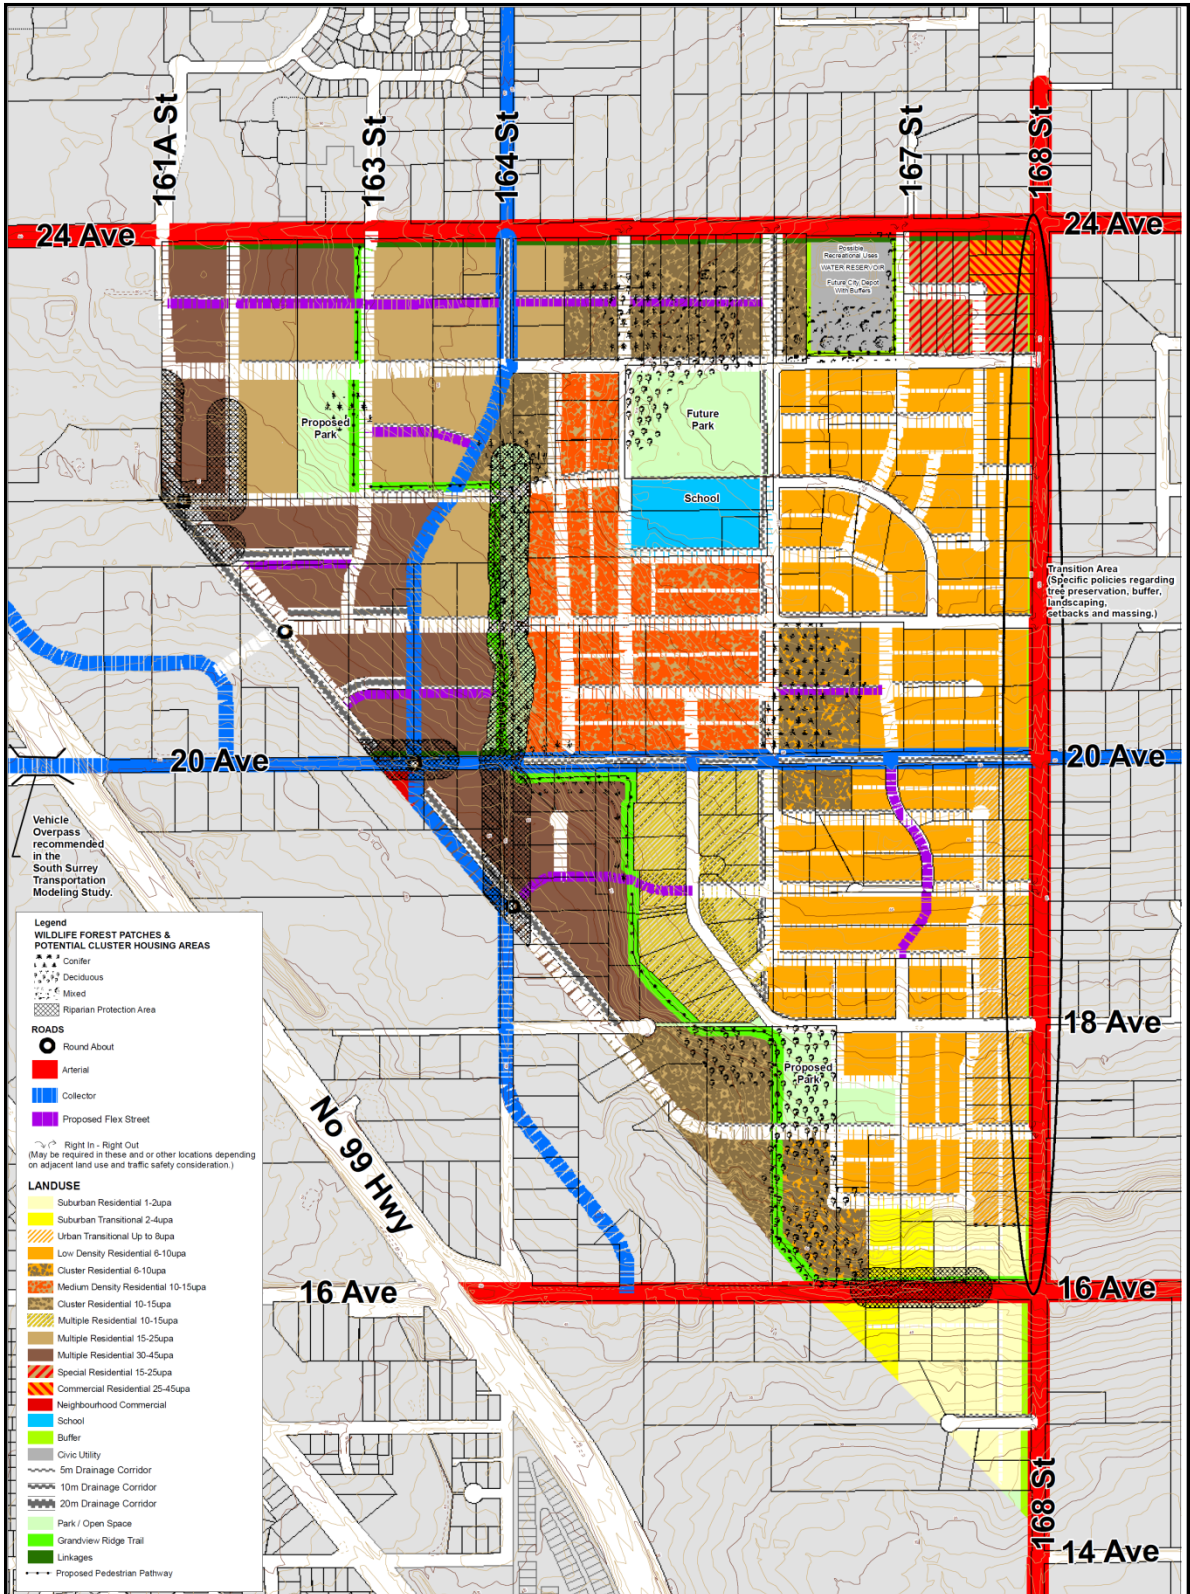 161A St
163 St
164 St
167 St
168 St
24 Ave
24 Ave
Possible
Recreational Uses
WATER RESERVOIR
Future City Depot
With Buffers
Proposed
Park
Future
Park
School
Transition Area
(Specific policies regarding
tree preservation, buffer,
landscaping,
setbacks and massing.)
20 Ave
20 Ave
Vehicle
Overpass
recommended
in the
South Surrey
Transportation
Modeling Study.
18 Ave
Proposed
Park
No 99 Hwy
16 Ave
16 Ave
168 St
14 Ave
Legend
WILDLIFE FOREST PATCHES &
POTENTIAL CLUSTER HOUSING AREAS
Conifer
Deciduous
Mixed
Riparian Protection Area
ROADS
Round About
Arterial
Collector
Proposed Flex Street
Right In - Right Out
(May be required in these and or other locations depending
on adjacent land use and traffic safety consideration.)
LANDUSE
Suburban Residential 1-2upa
Suburban Transitional 2-4upa
Urban Transitional Up to 8upa
Low Density Residential 6-10upa
Cluster Residential 6-10upa
Medium Density Residential 10-15upa
Cluster Residential 10-15upa
Multiple Residential 10-15upa
Multiple Residential 15-25upa
Multiple Residential 30-45upa
Special Residential 15-25upa
Commercial Residential 25-45upa
Neighbourhood Commercial
School
Buffer
Civic Utility
5m Drainage Corridor
10m Drainage Corridor
20m Drainage Corridor
Park / Open Space
Grandview Ridge Trail
Linkages
Proposed Pedestrian Pathway